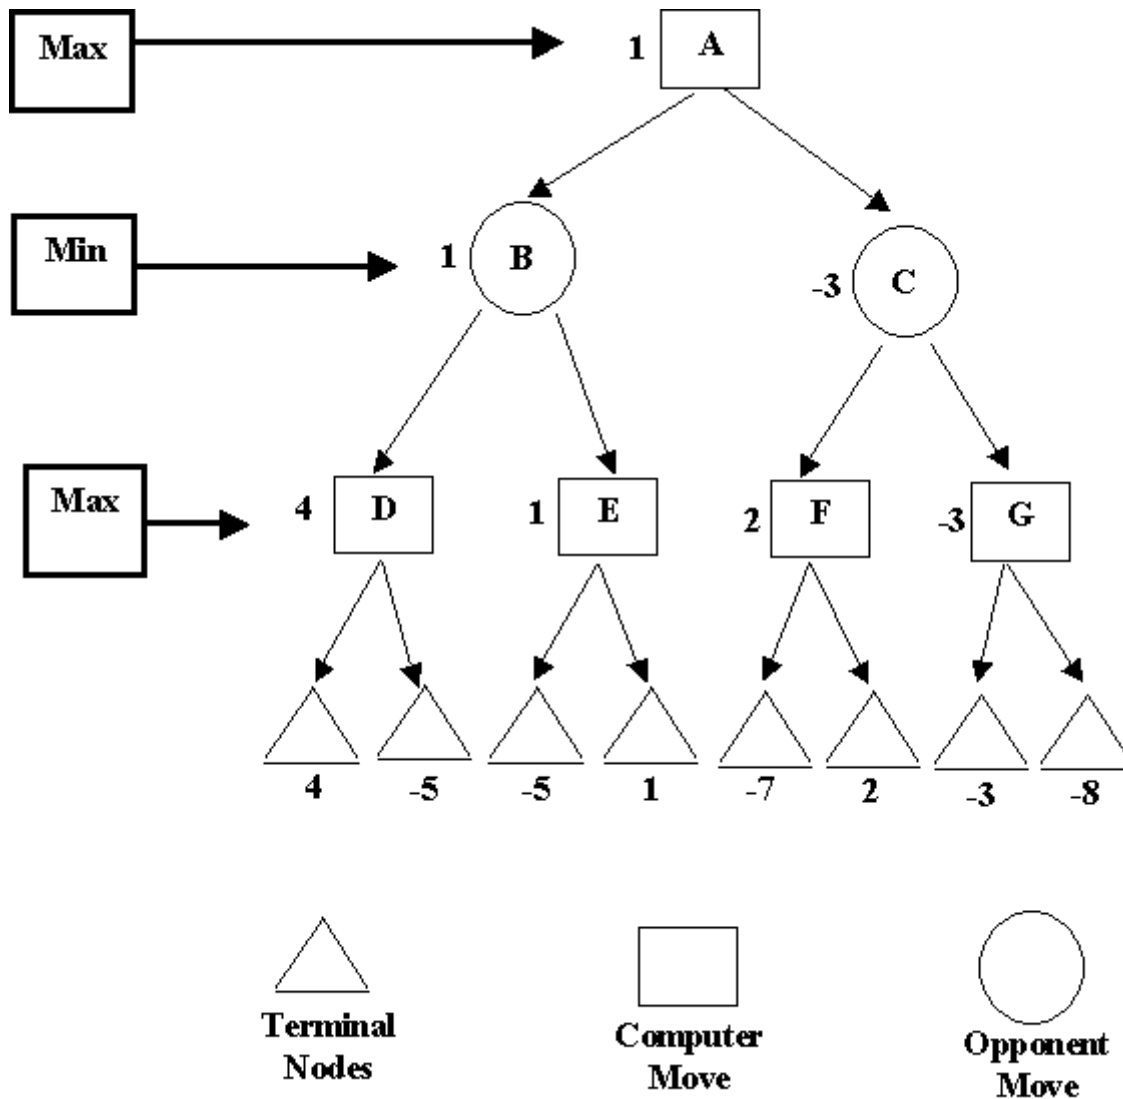 Max
1 A
Min
1 B
-3 C
Max
4 D
1 E
2 F
-3 G
4 -5 -5 1 -7 2 -3 -8
Terminal
Nodes
Computer
Move
Opponent
Move